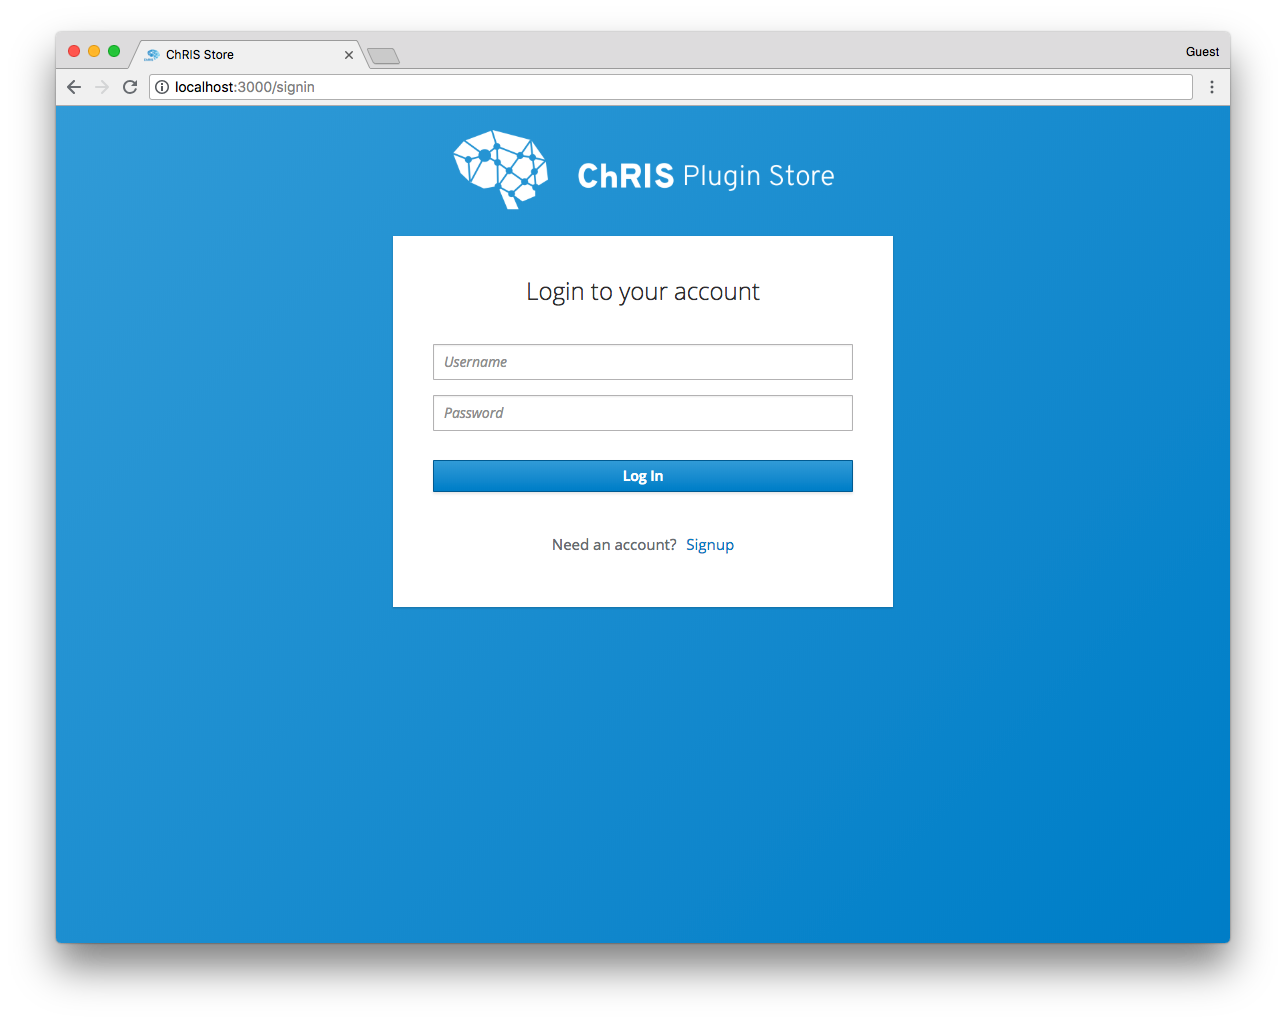 ChRIS Store
Guest
localhost:3000/signin
ChRIS Plugin Store
Login to your account
Username
Password
Log In
Need an account? Signup